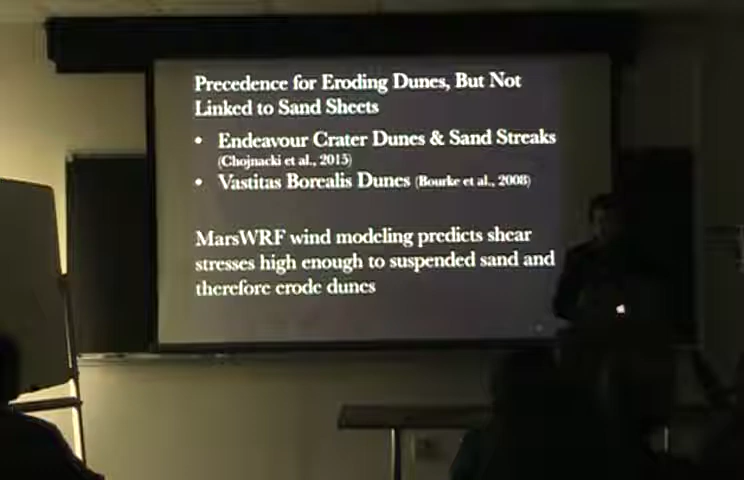 Precedence for Eroding Dunes, But Not
Linked to Sand Sheets
• Endeavour Crater Dunes & Sand Streaks
(Chojnacki et al., 2015)
• Vastitas Borealis Dunes (Bourke et al., 2008)
MarsWRF wind modeling predicts shear
stresses high enough to suspended sand and
therefore erode dunes